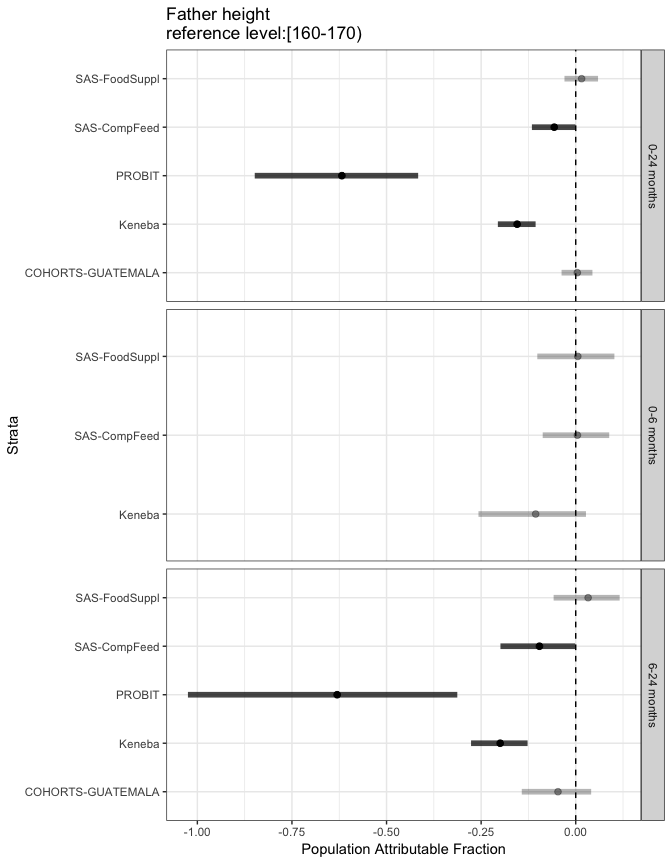 Father height
reference level:[160-170)
SAS-FoodSuppl
SAS-CompFeed
PROBIT
Keneba
COHORTS-GUATEMALA
0-24 months
SAS-FoodSuppl
SAS-CompFeed
Keneba
0-6 months
SAS-FoodSuppl
SAS-CompFeed
PROBIT
Keneba
COHORTS-GUATEMALA
6-24 months
Strata
-1.00 -0.75 -0.50 -0.25 0.00
Population Attributable Fraction